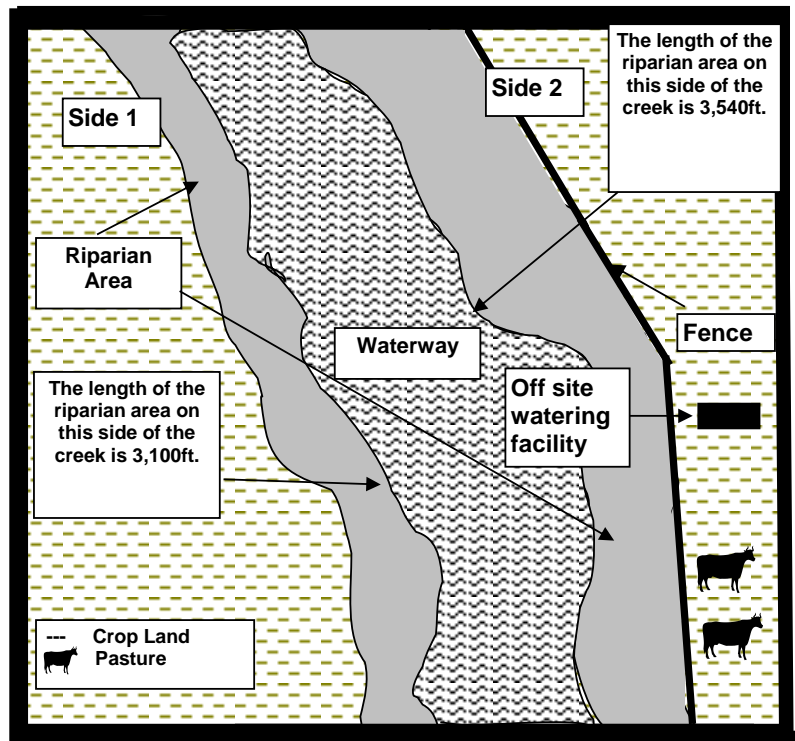 Side 1
Side 2
The length of the
riparian area on
this side of the
creek is 3,540ft.
Riparian
Area
Waterway
Fence
The length of the
riparian area on
this side of the
creek is 3,100ft.
Off site
watering
facility
--- Crop Land
Pasture